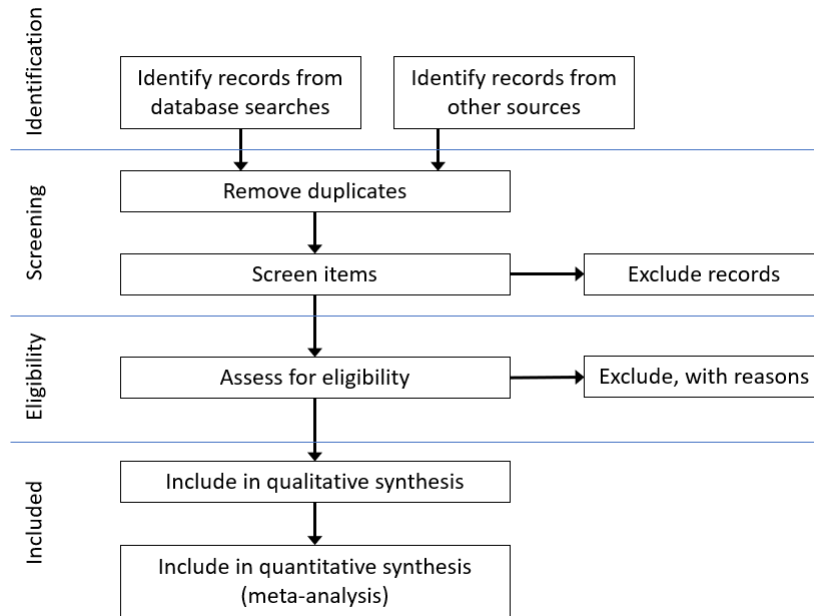 Identification
Identify records from
database searches
Identify records from
other sources
Screening
Remove duplicates
Screen items
Exclude records
Eligibility
Assess for eligibility
Exclude, with reasons
Included
Include in qualitative synthesis
Include in quantitative synthesis
(meta-analysis)